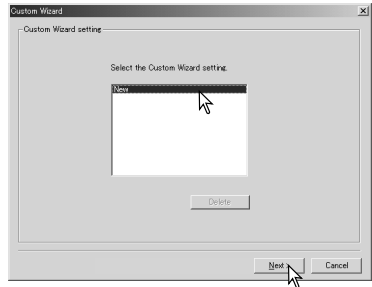 Custom Wizard
Custom Wizard setting
Select the Custom Wizard setting.
New
Delete
Next >
Cancel